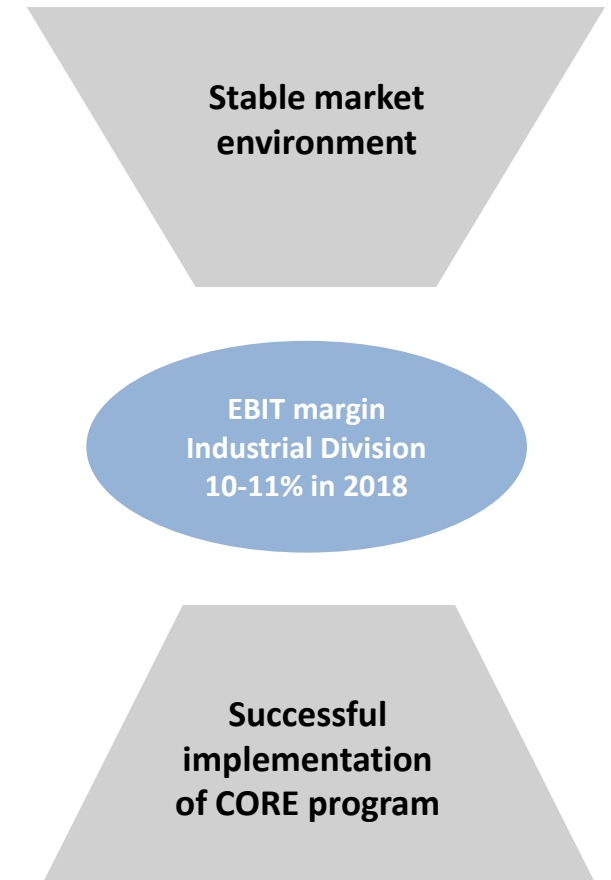 Stable market
environment
EBIT margin
Industrial Division
10-11% in 2018
Successful
implementation
of CORE program